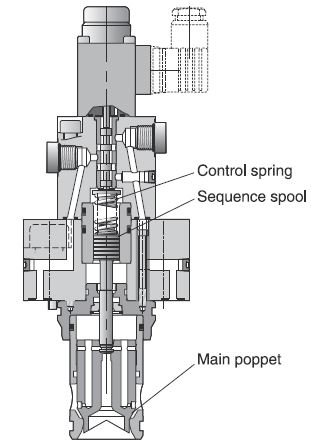 Control spring
Sequence spool
Main poppet